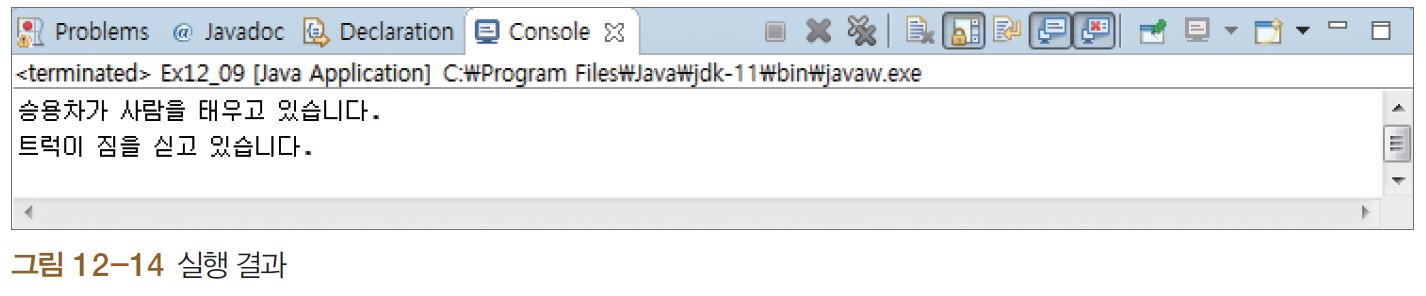 Problems @ Javadoc Declaration Console
<terminated> Ex12_09 [Java Application] C:₩Program Files₩Java₩jdk-11₩bin₩javaw.exe
승용차가 사람을 태우고 있습니다.
트럭이 짐을 싣고 있습니다.
그림 12-14 실행 결과